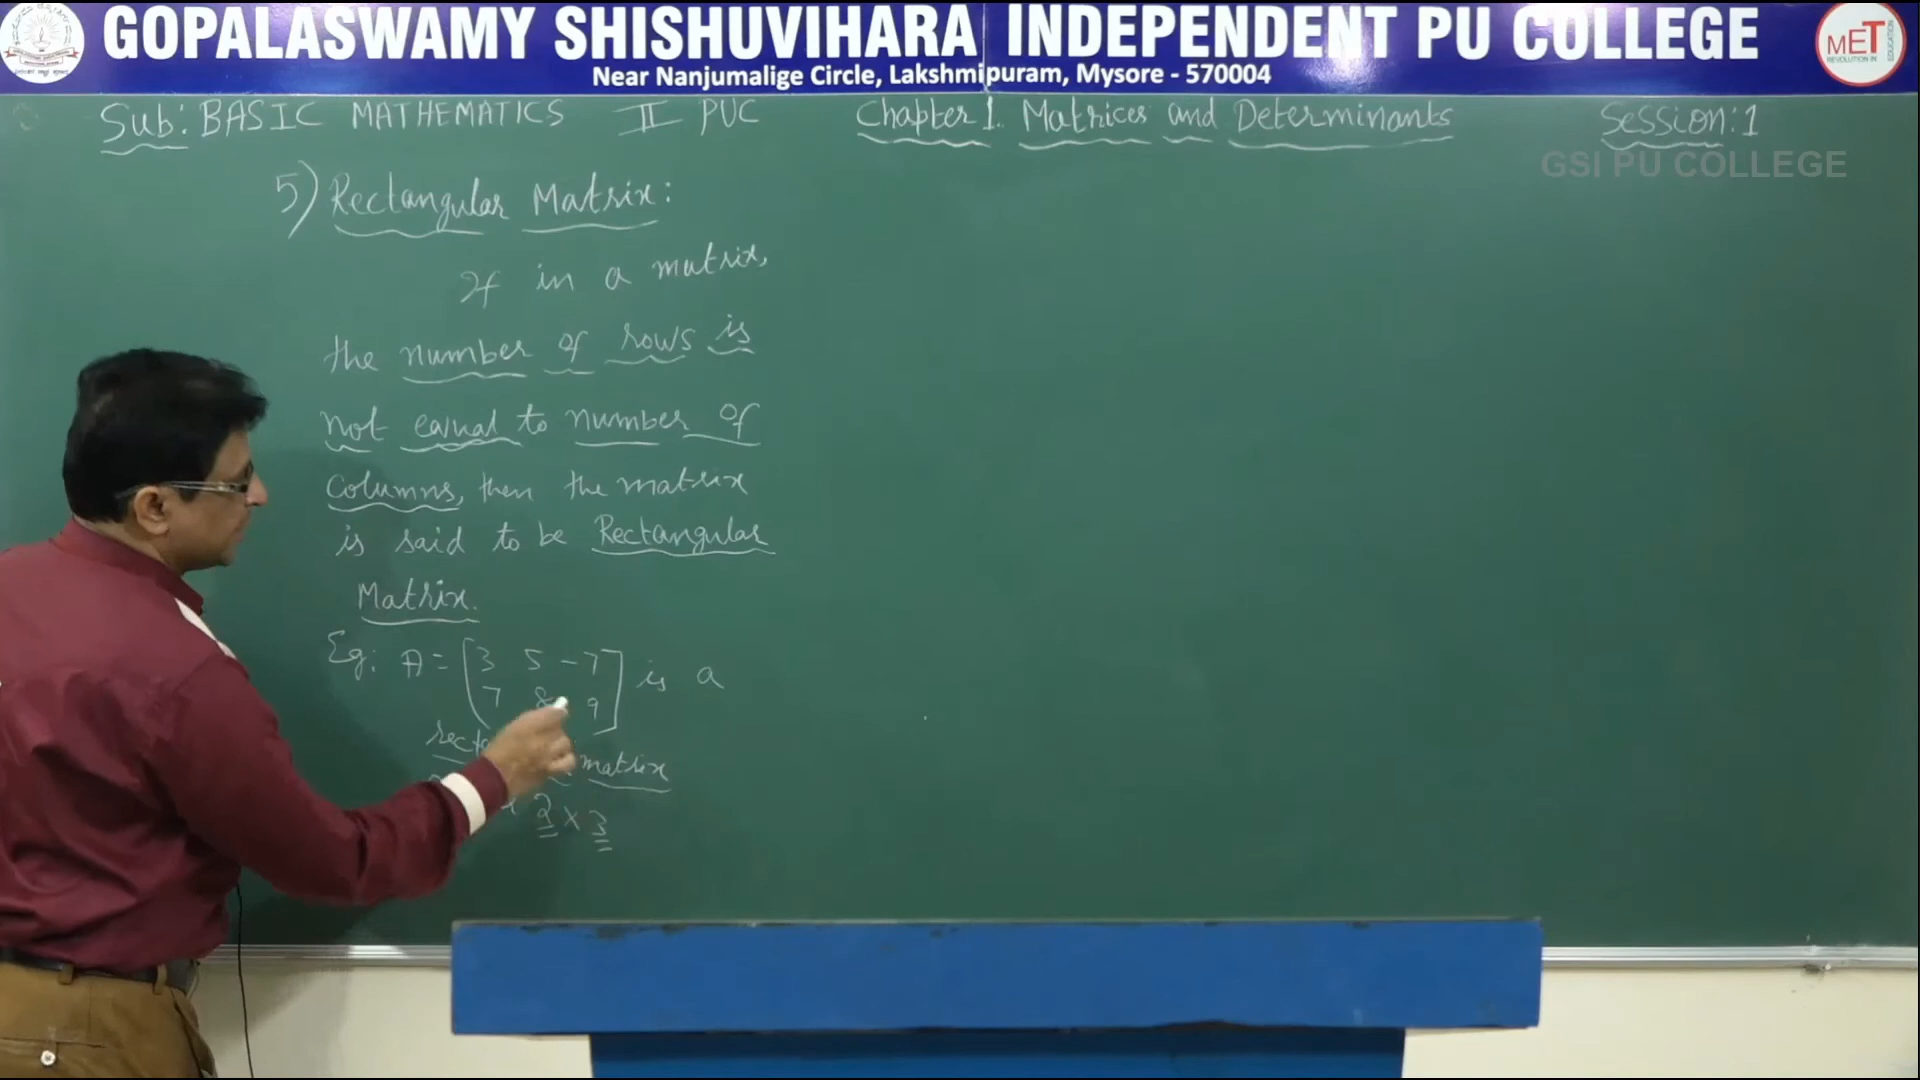 GOPALASWAMY SHISHUVIHARA INDEPENDENT PU COLLEGE
Near Nanjumalige Circle, Lakshmipuram, Mysore - 570004
MET
REVOLUTION IN EDUCATION
Sub: BASIC MATHEMATICS II PUC Chapter 1. Matrices and Determinants Session: 1
GSI PU COLLEGE
5) Rectangular Matrix:
If in a matrix,
the number of rows is
not equal to number of
columns, then the matrix
is said to be Rectangular
Matrix.
Eg: A = [3 5 -7] is a
7 8 9
matrix
2 × 3